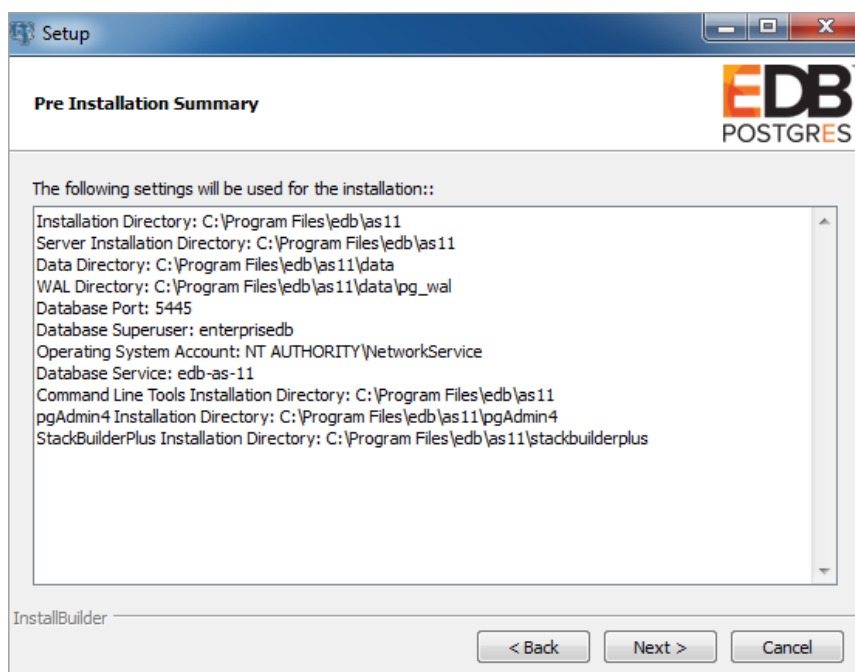 Setup
Pre Installation Summary
EDB
POSTGRES
The following settings will be used for the installation::
Installation Directory: C:\Program Files\edb\as11
Server Installation Directory: C:\Program Files\edb\as11
Data Directory: C:\Program Files\edb\as11\data
WAL Directory: C:\Program Files\edb\as11\data\pg_wal
Database Port: 5445
Database Superuser: enterprisedb
Operating System Account: NT AUTHORITY\NetworkService
Database Service: edb-as-11
Command Line Tools Installation Directory: C:\Program Files\edb\as11
pgAdmin4 Installation Directory: C:\Program Files\edb\as11\pgAdmin4
StackBuilderPlus Installation Directory: C:\Program Files\edb\as11\stackbuilderplus
InstallBuilder
< Back Next > Cancel